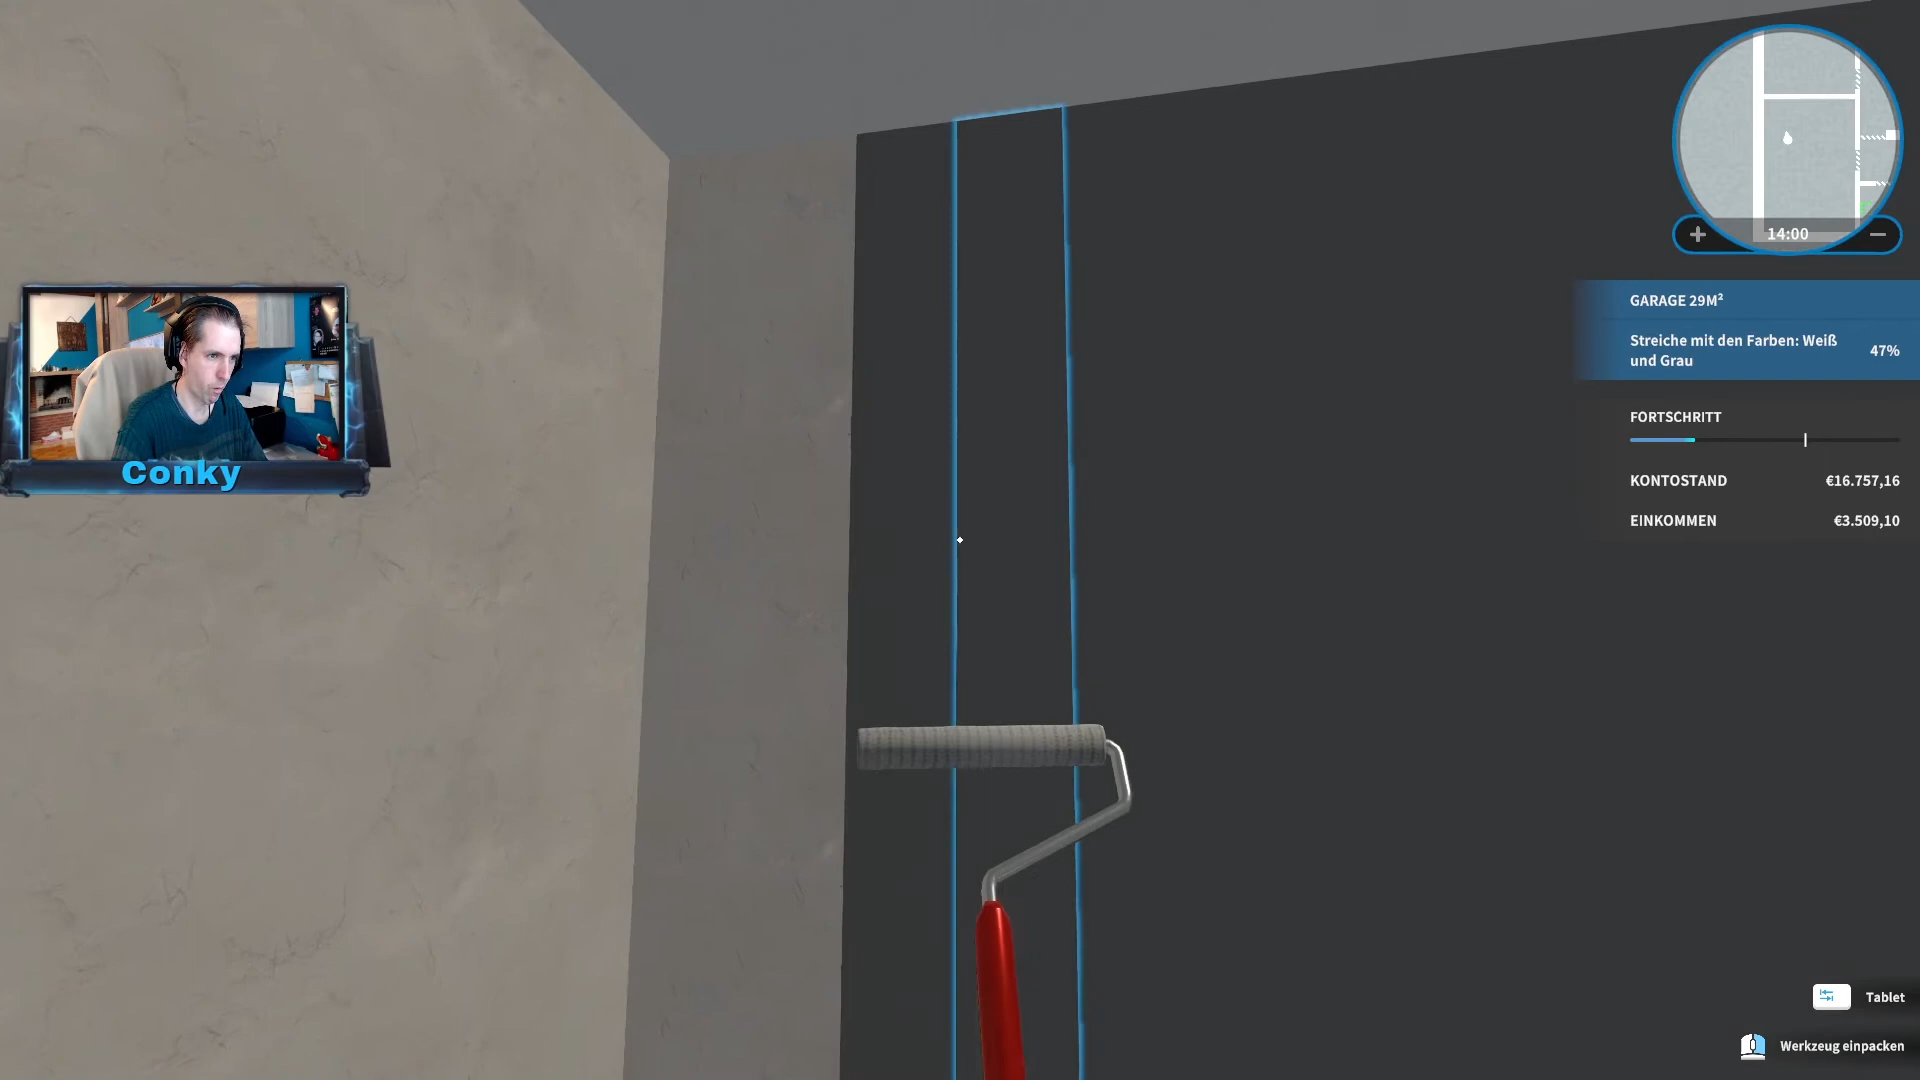 14:00
GARAGE 29M²
Streiche mit den Farben: Weiß
und Grau
47%
FORTSCHRITT
KONTOSTAND €16.757,16
EINKOMMEN €3.509,10
Conky
Tablet
Werkzeug einpacken